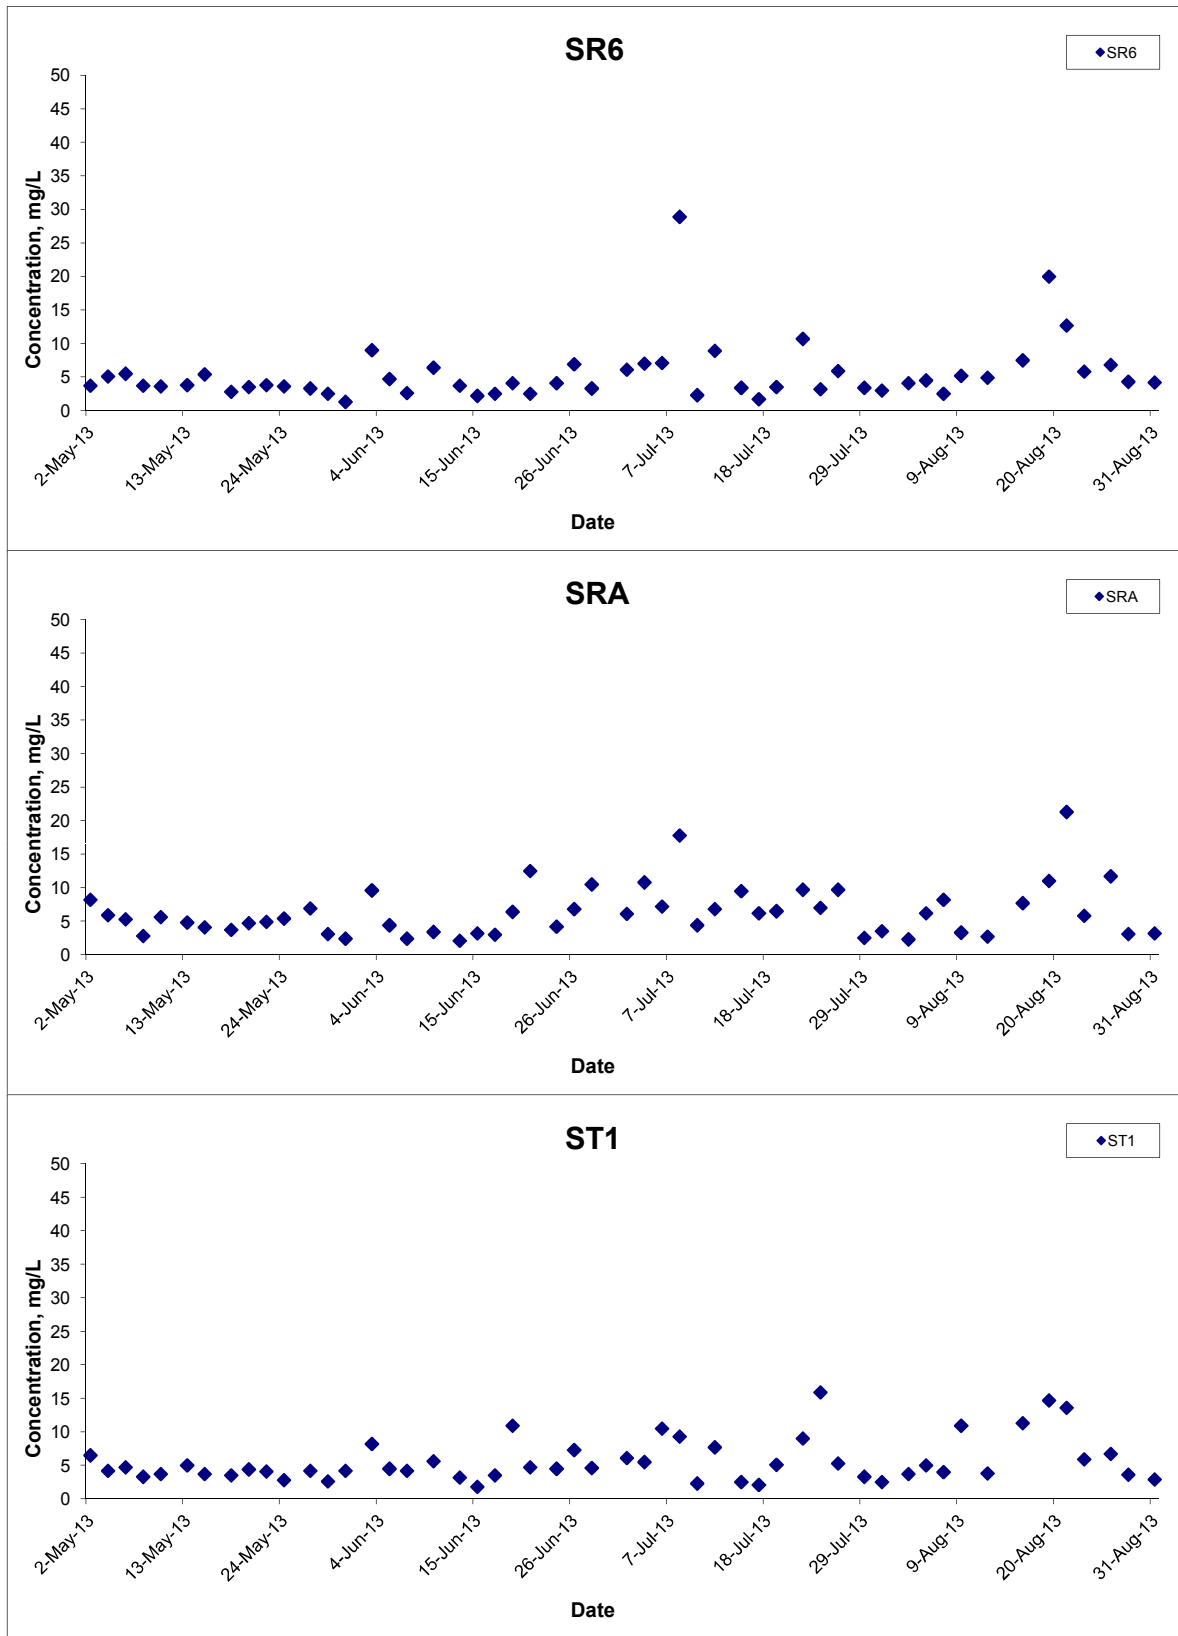 SR6
SR6
50
45
40
35
30
25
20
15
10
5
0
Concentration, mg/L
2-May-13
13-May-13
24-May-13
4-Jun-13
15-Jun-13
26-Jun-13
7-Jul-13
18-Jul-13
29-Jul-13
9-Aug-13
20-Aug-13
31-Aug-13
Date
SRA
SRA
50
45
40
35
30
25
20
15
10
5
0
Concentration, mg/L
2-May-13
13-May-13
24-May-13
4-Jun-13
15-Jun-13
26-Jun-13
7-Jul-13
18-Jul-13
29-Jul-13
9-Aug-13
20-Aug-13
31-Aug-13
Date
ST1
ST1
50
45
40
35
30
25
20
15
10
5
0
Concentration, mg/L
2-May-13
13-May-13
24-May-13
4-Jun-13
15-Jun-13
26-Jun-13
7-Jul-13
18-Jul-13
29-Jul-13
9-Aug-13
20-Aug-13
31-Aug-13
Date